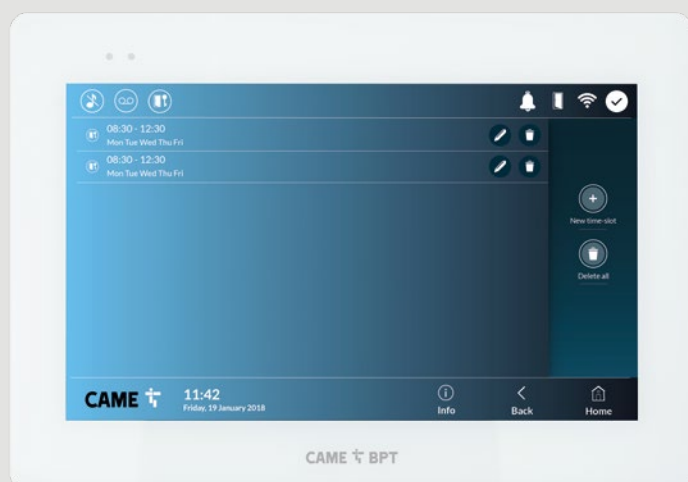 08:30 - 12:30
Mon Tue Wed Thu Fri
08:30 - 12:30
Mon Tue Wed Thu Fri
New time-slot
Delete all
CAME
11:42
Friday, 19 January 2018
Info
Back
Home
CAME BPT